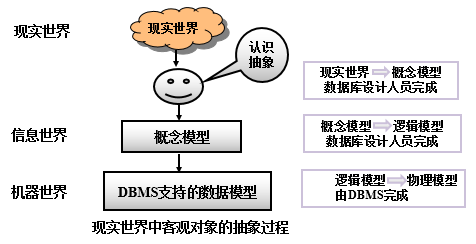 现实世界
现实世界
认识
抽象
现实世界 概念模型
数据库设计人员完成
信息世界
概念模型
概念模型 逻辑模型
数据库设计人员完成
机器世界
DBMS支持的数据模型
逻辑模型 物理模型
由DBMS完成
现实世界中客观对象的抽象过程